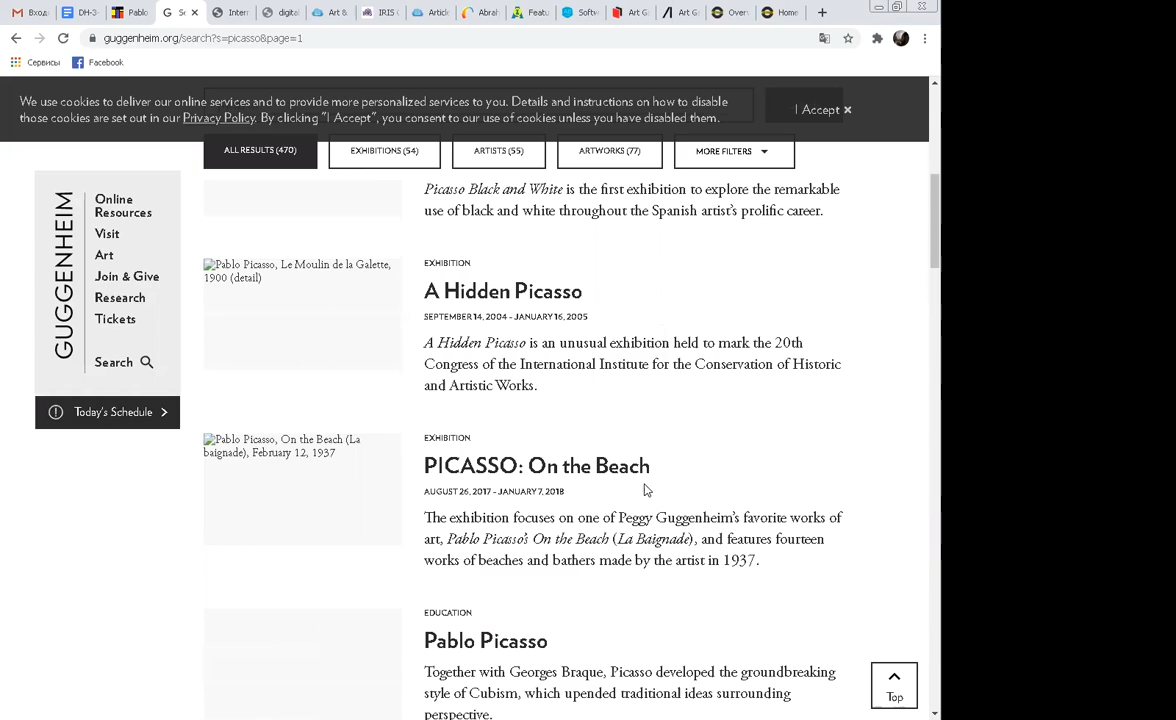 Вход
DH-3
Pablo
G Se
Interr
digital
Art &
IRIS
Article
Abrah
Featu
Softw
Art G
Art G
Over
Home
guggenheim.org/search?s=picasso&page=1
Сервисы
Facebook
We use cookies to deliver our online services and to provide more personalized services to you. Details and instructions on how to disable
those cookies are set out in our Privacy Policy. By clicking "I Accept", you consent to our use of cookies unless you have disabled them.
I Accept ×
ALL RESULTS (470)
EXHIBITIONS (54)
ARTISTS (55)
ARTWORKS (77)
MORE FILTERS
GUGGENHEIM
Online
Resources
Visit
Art
Join & Give
Research
Tickets
Search
Today's Schedule
Picasso Black and White is the first exhibition to explore the remarkable
use of black and white throughout the Spanish artist's prolific career.
Pablo Picasso, Le Moulin de la Galette,
1900 (detail)
EXHIBITION
A Hidden Picasso
SEPTEMBER 14, 2004 - JANUARY 16, 2005
A Hidden Picasso is an unusual exhibition held to mark the 20th
Congress of the International Institute for the Conservation of Historic
and Artistic Works.
Pablo Picasso, On the Beach (La
baignade), February 12, 1937
EXHIBITION
PICASSO: On the Beach
AUGUST 26, 2017 - JANUARY 7, 2018
The exhibition focuses on one of Peggy Guggenheim's favorite works of
art, Pablo Picasso's On the Beach (La Baignade), and features fourteen
works of beaches and bathers made by the artist in 1937.
EDUCATION
Pablo Picasso
Together with Georges Braque, Picasso developed the groundbreaking
style of Cubism, which upended traditional ideas surrounding
perspective.
Top